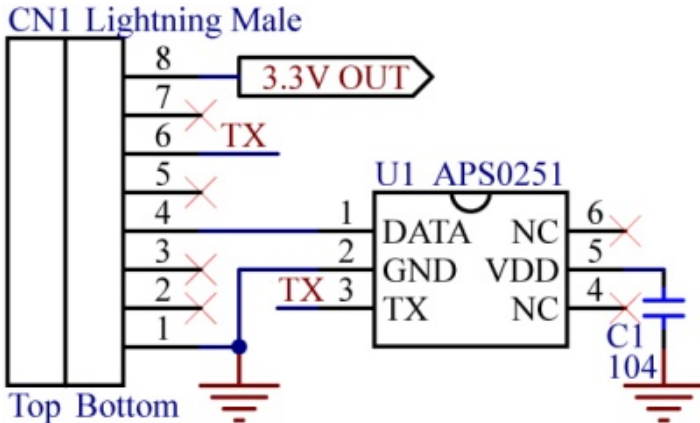 CN1 Lightning Male
8
3.3V OUT
7
6 TX
5
U1 APS0251
4 1 DATA NC 6
3 2 GND VDD 5
2 TX 3 TX NC 4
1
C1
104
Top Bottom